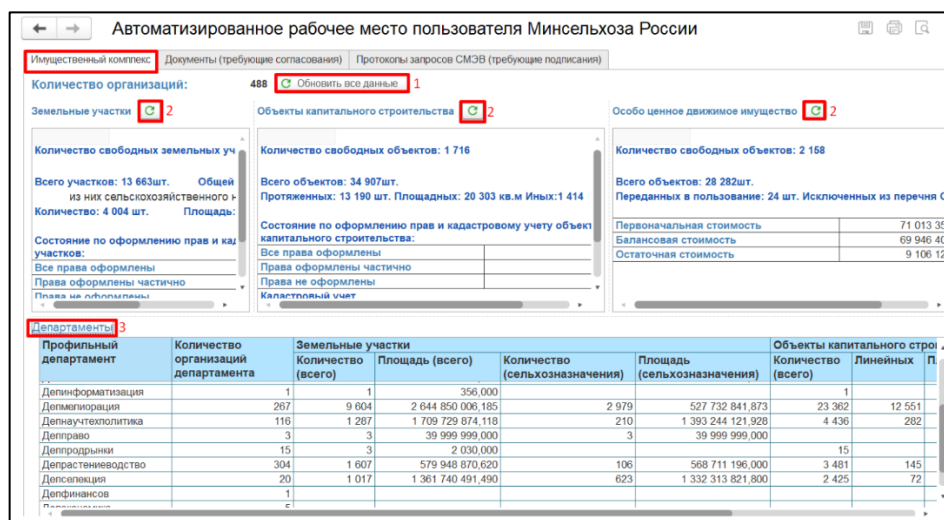 Автоматизированное рабочее место пользователя Минсельхоза России
Имущественный комплекс Документы (требующие согласования) Протоколы запросов СМЭВ (требующие подписания)
Количество организаций: 488 Обновить все данные 1
Земельные участки 2 Объекты капитального строительства 2 Особо ценное движимое имущество 2
Количество свободных земельных уч Количество свободных объектов: 1 716 Количество свободных объектов: 2 158
Всего участков: 13 663шт. Общей Всего объектов: 34 907шт. Всего объектов: 28 282шт.
из них сельскохозяйственного н Протяженных: 13 190 шт. Площадных: 20 303 кв.м Иных:1 414 Переданных в пользование: 24 шт. Исключенных из перечня
Количество: 4 004 шт. Площадь:
Состояние по оформлению прав и кад Состояние по оформлению прав и кадастровому учету объект Первоначальная стоимость 71 013 35
участков: капитального строительства: Балансовая стоимость 69 946 40
Все права оформлены Все права оформлены Остаточная стоимость 9 106 12
Права оформлены частично Права оформлены частично
Права не оформлены Права не оформлены
Кадастровый учет
Департаменты 3
Профильный департамент Количество организаций департамента Земельные участки Объекты капитального строи
Количество (всего) Площадь (всего) Количество (сельхозназначения) Площадь (сельхозназначения) Количество (всего) Линейных П
Депинформатизация 1 1 356,000 1
Депмелиорация 267 9 604 2 644 850 006,185 2 979 527 732 841,873 23 362 12 551
Депнаучтехполитика 116 1 287 1 709 729 874,118 210 1 393 244 121,928 4 436 282
Депправо 3 3 39 999 999,000 3 39 999 999,000
Деппродрынки 15 3 2 030,000 15
Депрастениеводство 304 1 607 579 948 870,620 106 568 711 196,000 3 481 145
Депселекция 20 1 017 1 361 740 491,490 623 1 332 313 821,800 2 425 72
Депфинансов 1